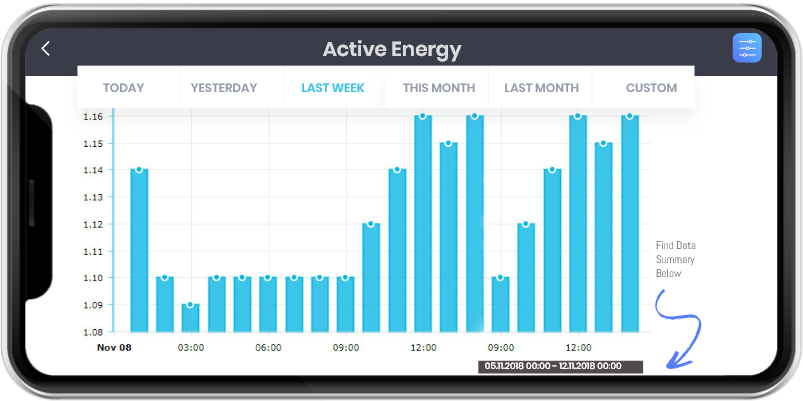 Active Energy
TODAY YESTERDAY LAST WEEK THIS MONTH LAST MONTH CUSTOM
1.16
1.15
1.14
1.13
1.12
1.11
1.10
1.09
1.08
Find Data
Summary
Below
Nov 08 03:00 06:00 09:00 12:00 09:00 12:00
05.11.2018 00:00 - 12.11.2018 00:00